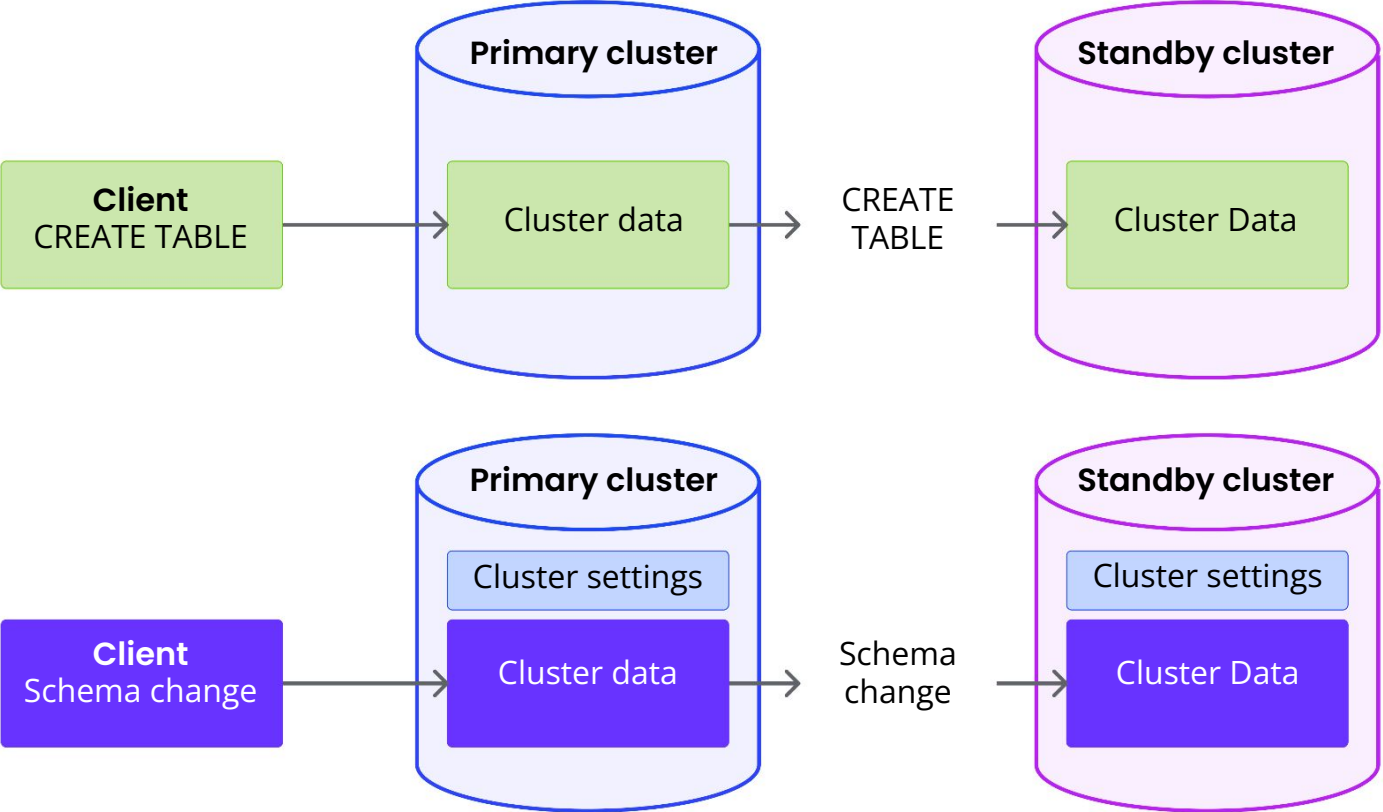 Primary cluster
Standby cluster
Client
CREATE TABLE
Cluster data
CREATE
TABLE
Cluster Data
Primary cluster
Standby cluster
Cluster settings
Cluster settings
Client
Schema change
Cluster data
Schema
change
Cluster Data